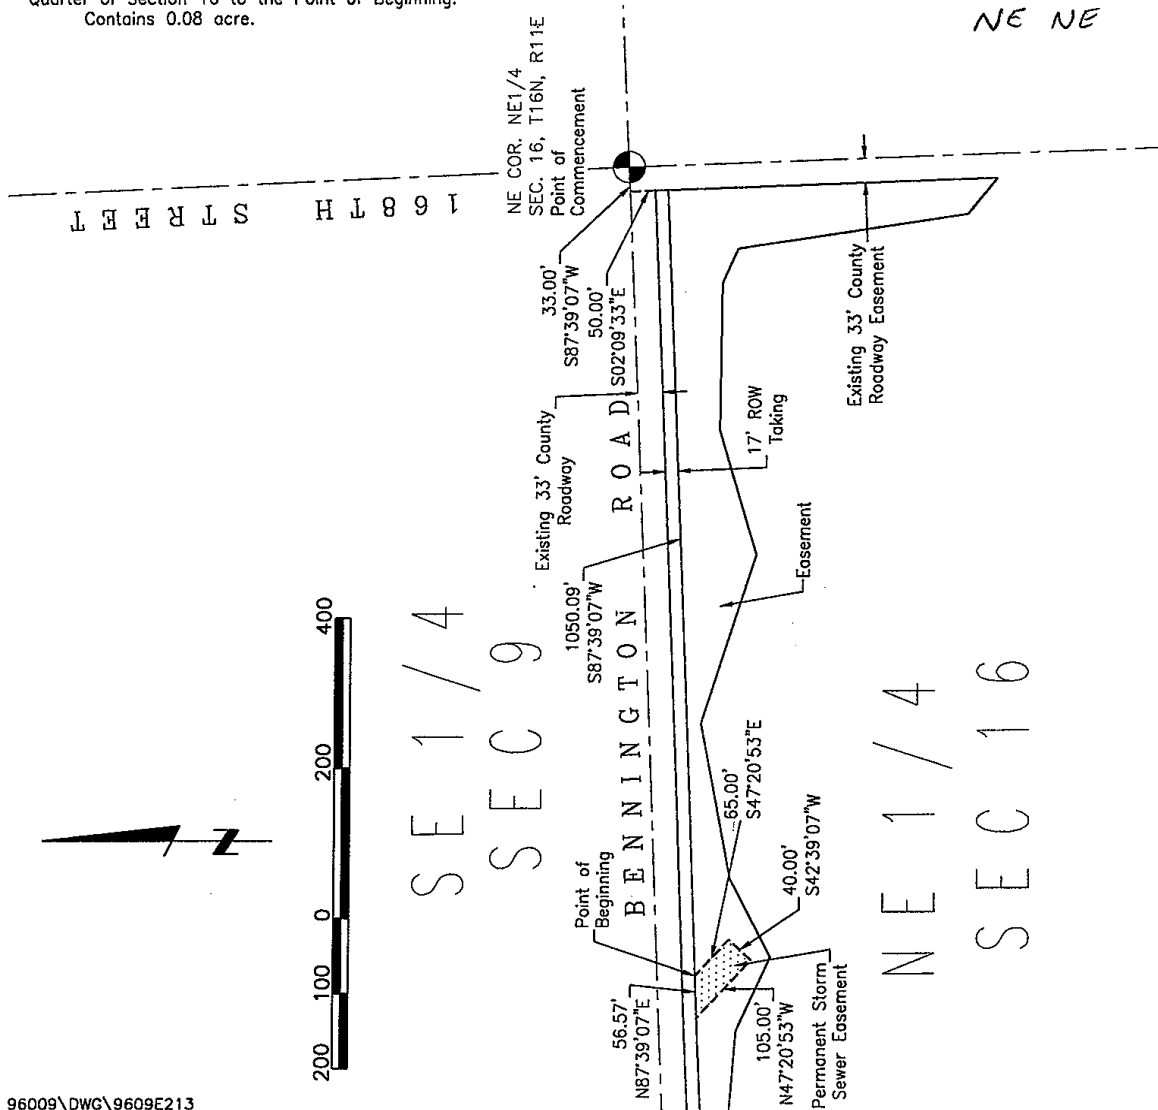 Quarter of Section 16 to the Point of Beginning.
Contains 0.08 acre.
NE NE
168TH STREET
NE COR. NE1/4
SEC. 16, T16N, R11E
Point of
Commencement
33.00'
S87°39'07"W
50.00'
S02°09'33"E
Existing 33' County
Roadway
BENNINGTON ROAD
17' ROW
Taking
Existing 33' County
Roadway Easement
1050.09'
S87°39'07"W
Easement
400
200
0
100
200
N
SE 1/4
SEC 9
NE 1/4
SEC 16
Point of
Beginning
65.00'
S47°20'53"E
40.00'
S42°39'07"W
56.57'
N87°39'07"E
105.00'
N47°20'53"W
Permanent Storm
Sewer Easement
96009\DWG\9609E213